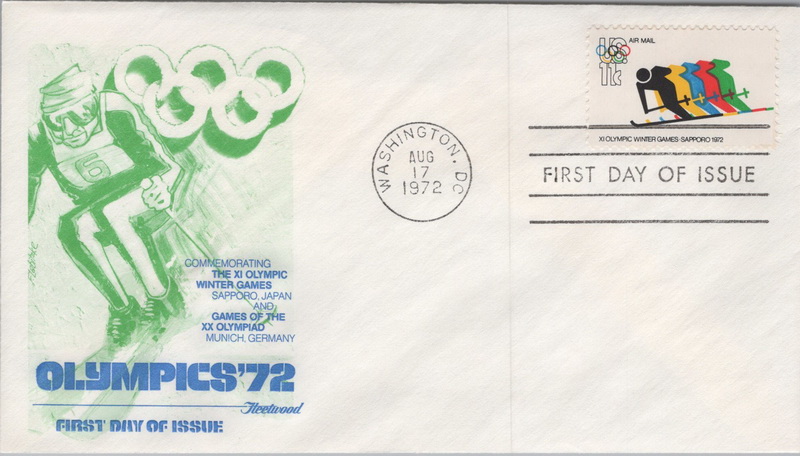 US
11c
AIR MAIL
XI OLYMPIC WINTER GAMES-SAPPORO 1972
WASHINGTON, DC
AUG
17
1972
FIRST DAY OF ISSUE
6
COMMEMORATING
THE XI OLYMPIC
WINTER GAMES
SAPPORO, JAPAN
AND
GAMES OF THE
XX OLYMPIAD
MUNICH, GERMANY
OLYMPICS'72
Fleetwood
FIRST DAY OF ISSUE